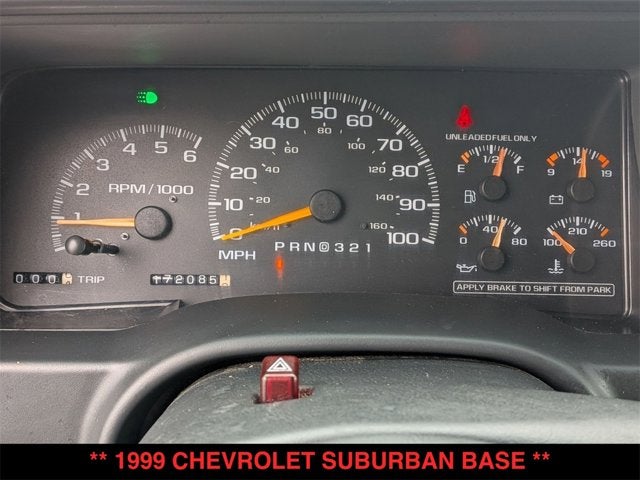 UNLEADED FUEL ONLY
1 2 3 4 5 6
RPM/1000
0 10 20 30 40 50 60 70 80 90 100
40 60 80 100 120 140 160
MPH
P R N D 3 2 1
E 1/2 F
9 14 19
0 40 80
100 210 260
TRIP
172085
APPLY BRAKE TO SHIFT FROM PARK
** 1999 CHEVROLET SUBURBAN BASE **